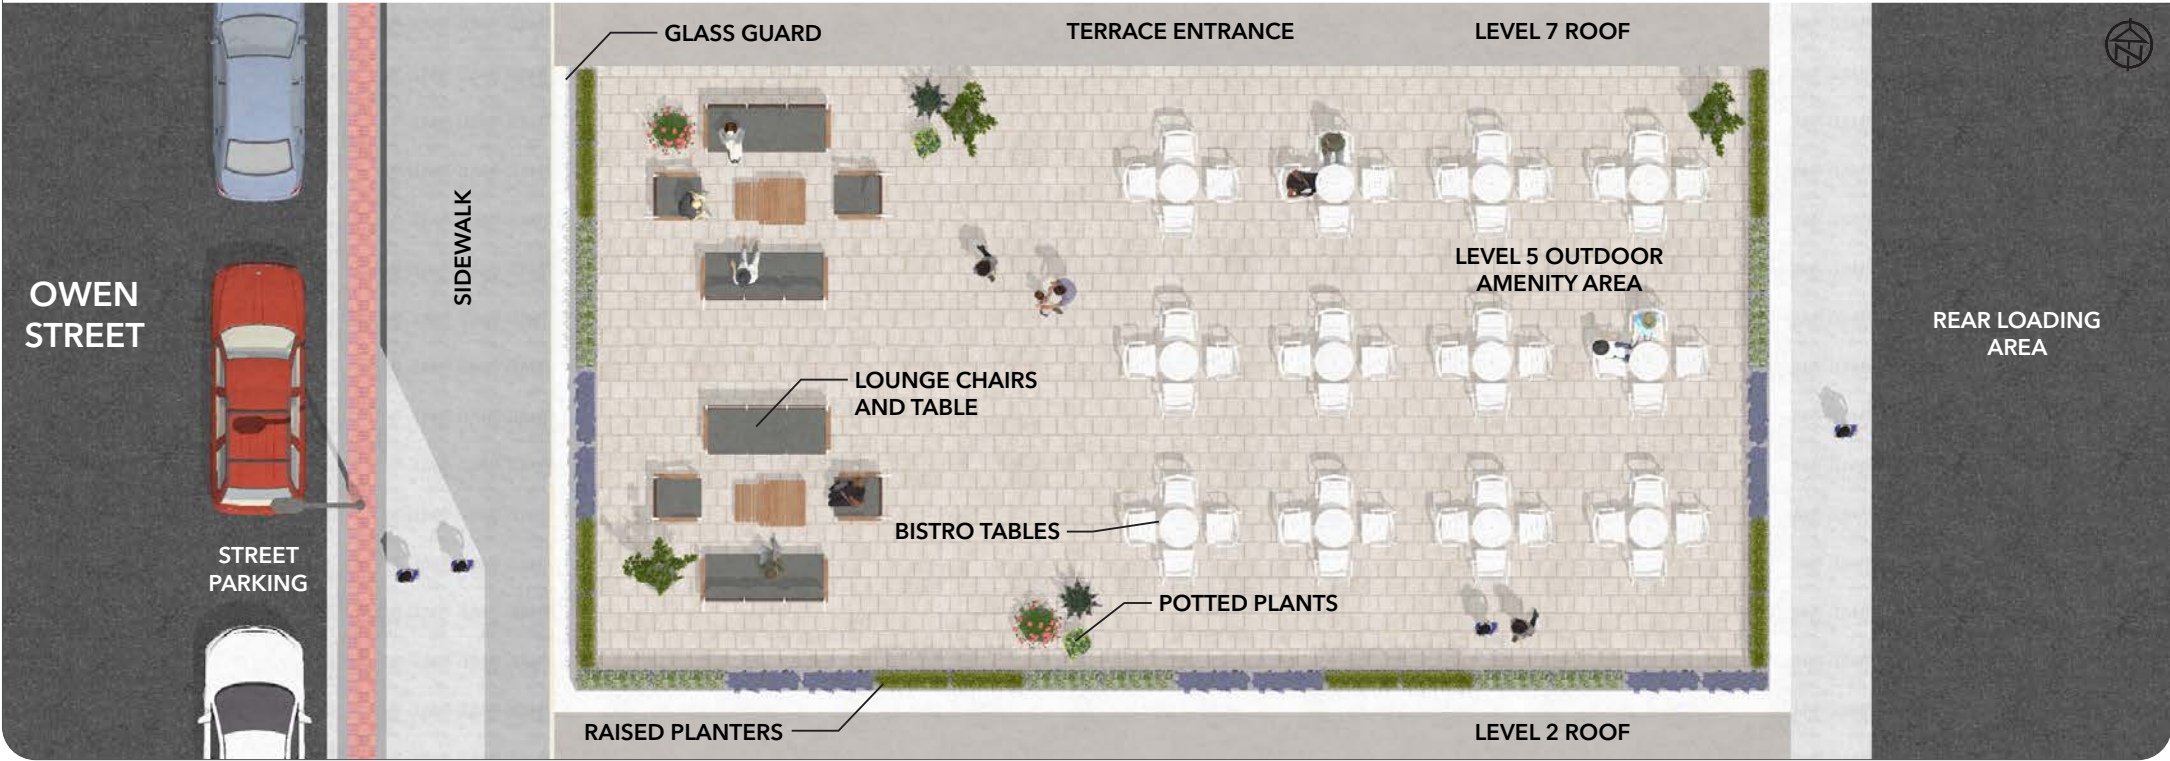 GLASS GUARD
TERRACE ENTRANCE
LEVEL 7 ROOF
N
SIDEWALK
OWEN
STREET
LEVEL 5 OUTDOOR
AMENITY AREA
REAR LOADING
AREA
LOUNGE CHAIRS
AND TABLE
BISTRO TABLES
STREET
PARKING
POTTED PLANTS
RAISED PLANTERS
LEVEL 2 ROOF